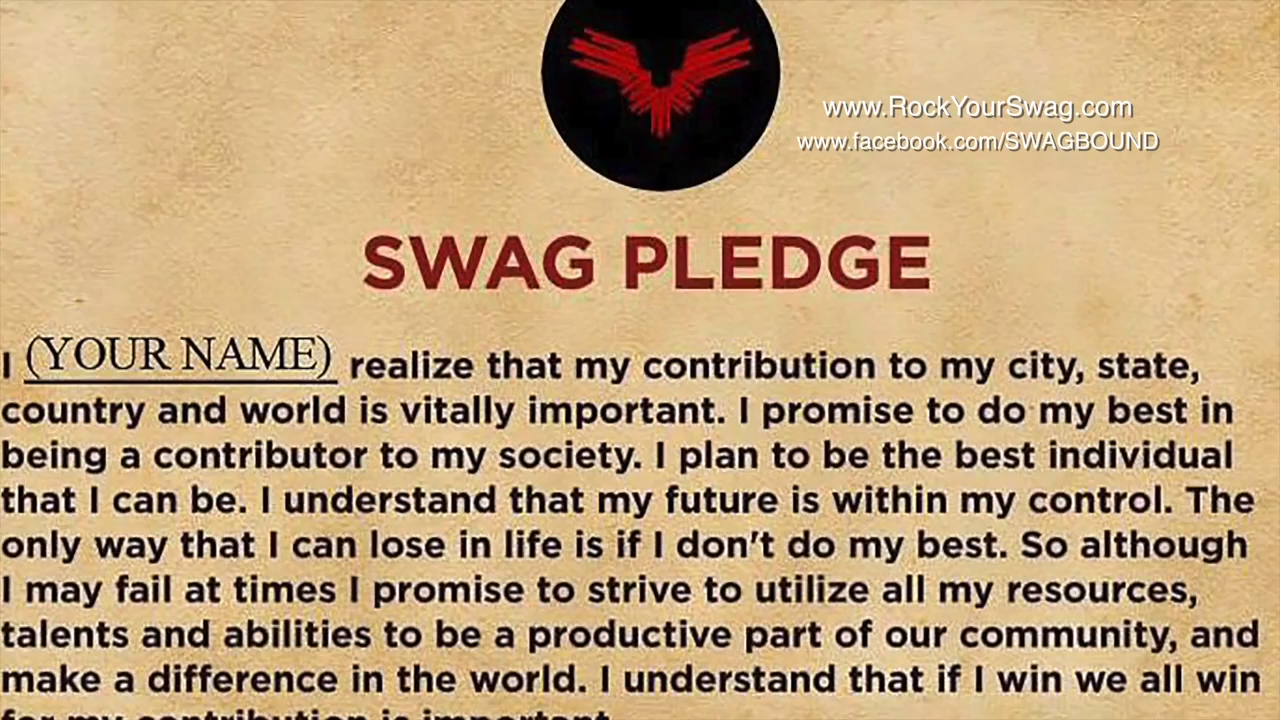 www.RockYourSwag.com
www.facebook.com/SWAGBOUND
SWAG PLEDGE
I (YOUR NAME) realize that my contribution to my city, state,
country and world is vitally important. I promise to do my best in
being a contributor to my society. I plan to be the best individual
that I can be. I understand that my future is within my control. The
only way that I can lose in life is if I don't do my best. So although
I may fail at times I promise to strive to utilize all my resources,
talents and abilities to be a productive part of our community, and
make a difference in the world. I understand that if I win we all win
for my contribution is important.